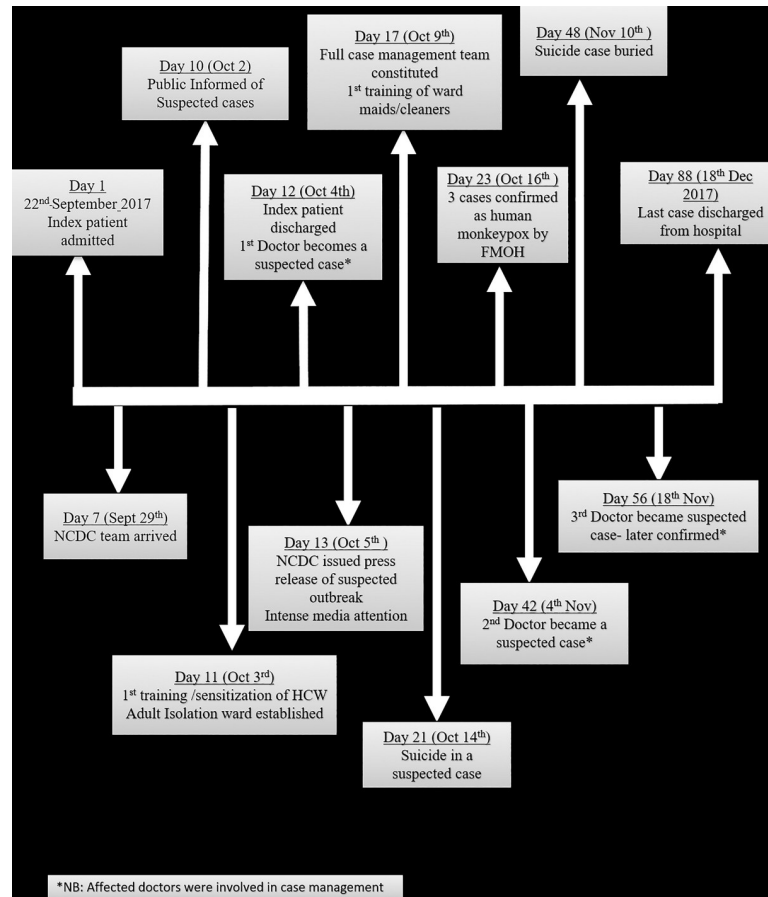 Day 1
22nd-September 2017
Index patient
admitted
Day 10 (Oct 2)
Public Informed of
Suspected cases
Day 12 (Oct 4th)
Index patient
discharged
1st Doctor becomes a
suspected case*
Day 17 (Oct 9th)
Full case management team
constituted
1st training of ward
maids/cleaners
Day 23 (Oct 16th )
3 cases confirmed
as human
monkeypox by
FMOH
Day 48 (Nov 10th )
Suicide case buried
Day 88 (18th Dec
2017)
Last case discharged
from hospital
Day 7 (Sept 29th)
NCDC team arrived
Day 11 (Oct 3rd)
1st training /sensitization of HCW
Adult Isolation ward established
Day 13 (Oct 5th )
NCDC issued press
release of suspected
outbreak
Intense media attention
Day 21 (Oct 14th)
Suicide in a
suspected case
Day 42 (4th Nov)
2nd Doctor became a
suspected case*
Day 56 (18th Nov)
3rd Doctor became suspected
case- later confirmed*
*NB: Affected doctors were involved in case management